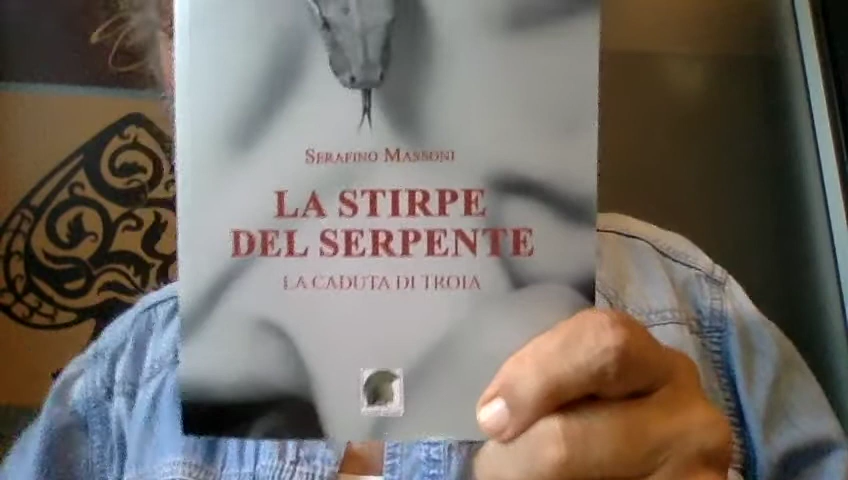 SERAFINO MASSONI
LA STIRPE
DEL SERPENTE
LA CADUTA DI TROIA